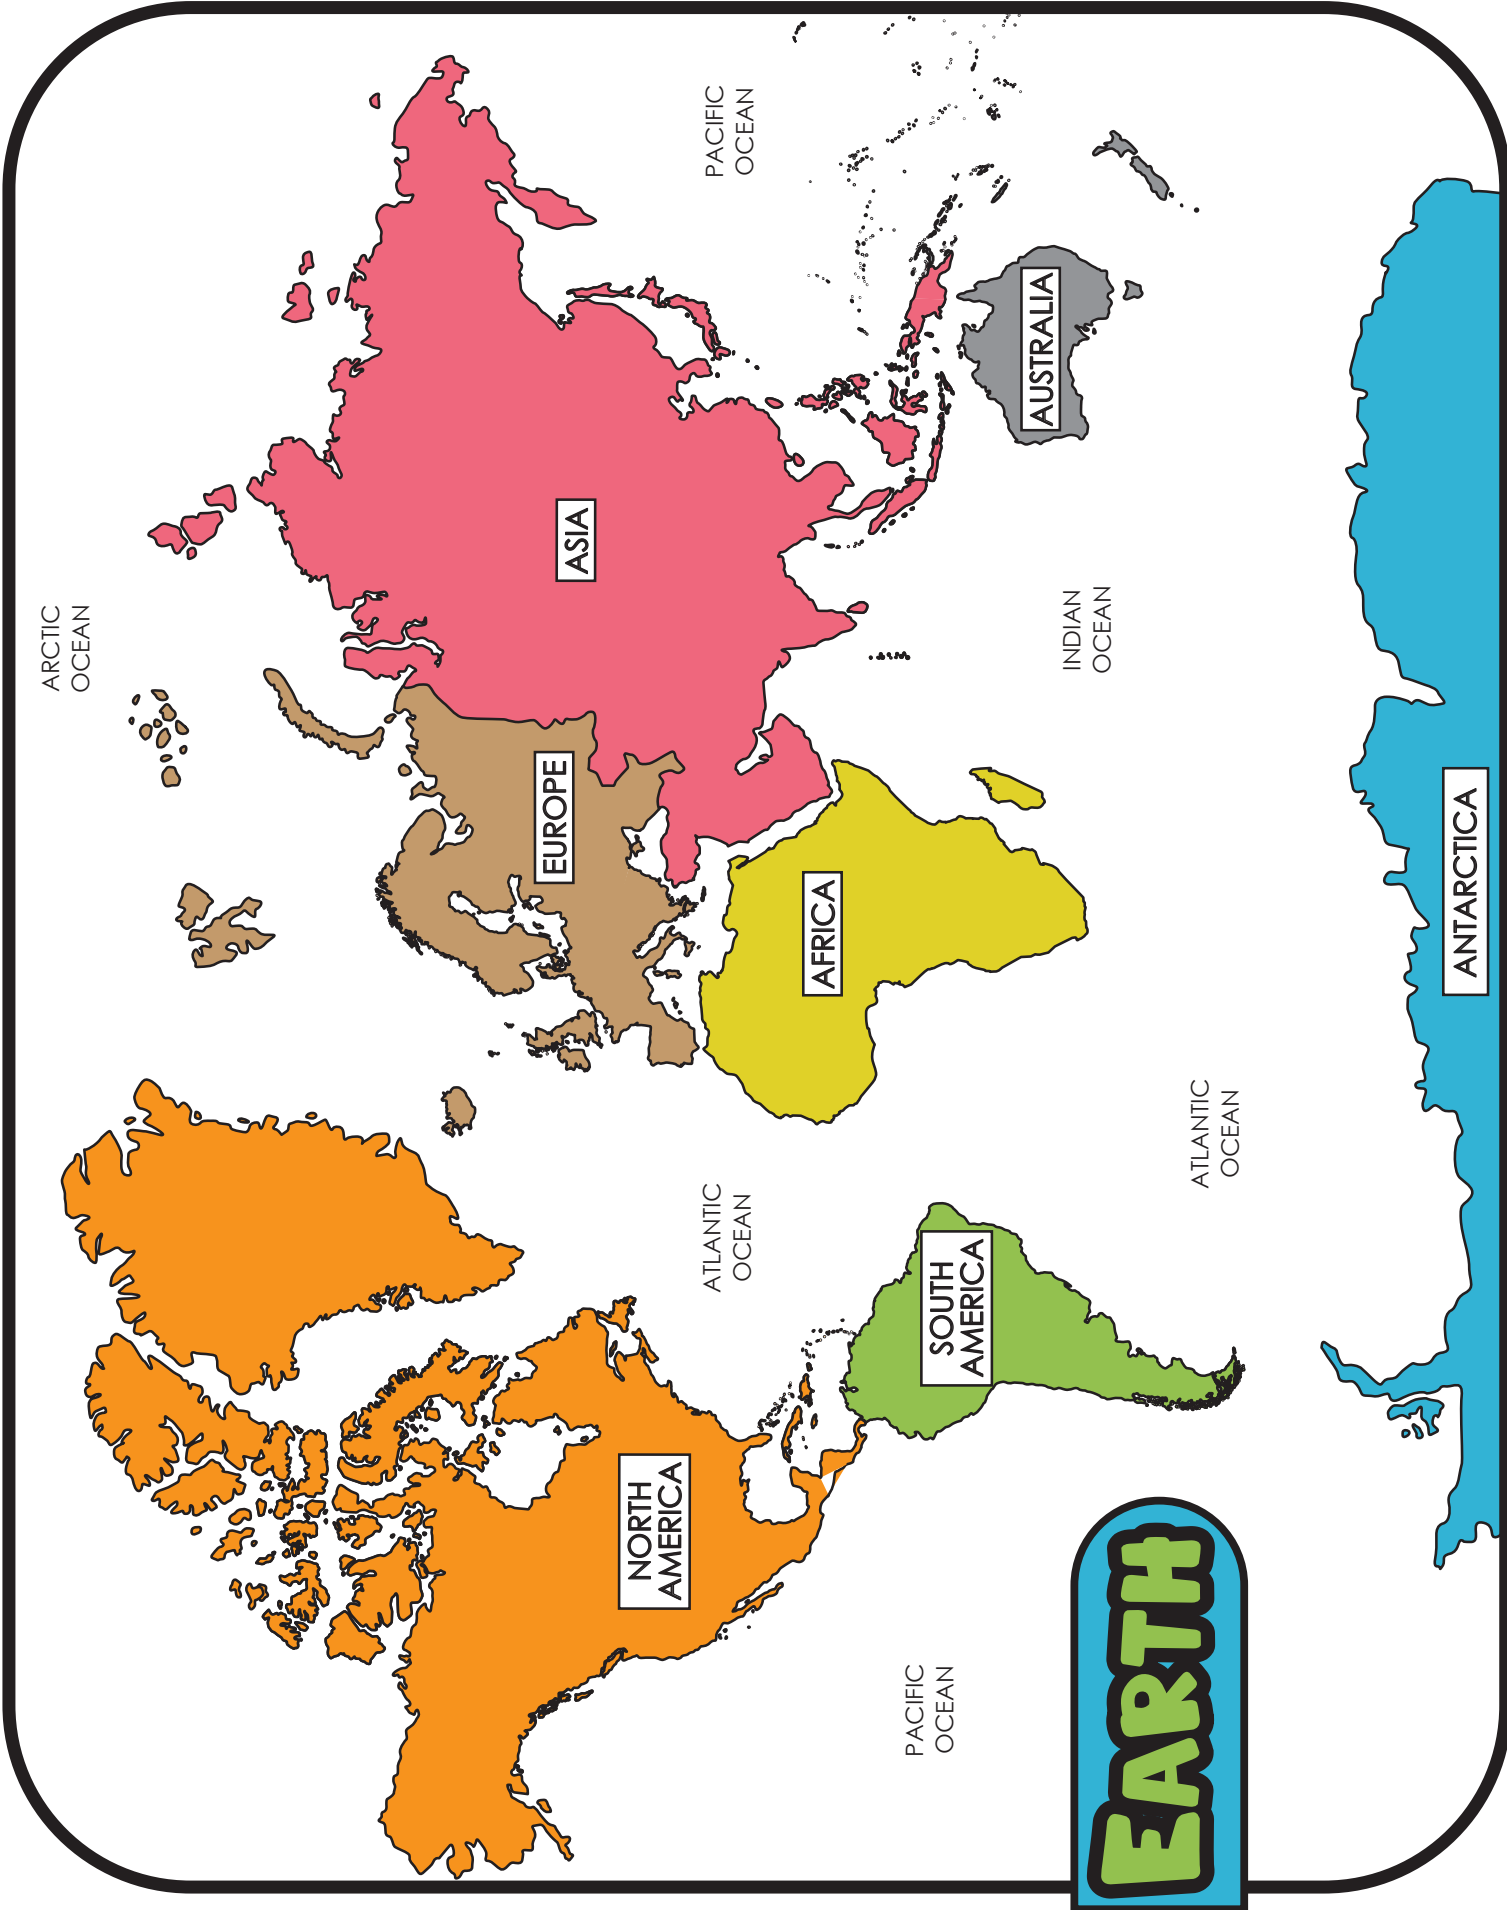 ARCTIC
OCEAN
NORTH
AMERICA
EUROPE
ASIA
ATLANTIC
OCEAN
PACIFIC
OCEAN
AFRICA
PACIFIC
OCEAN
SOUTH
AMERICA
AUSTRALIA
INDIAN
OCEAN
ATLANTIC
OCEAN
EARTH
ANTARCTICA